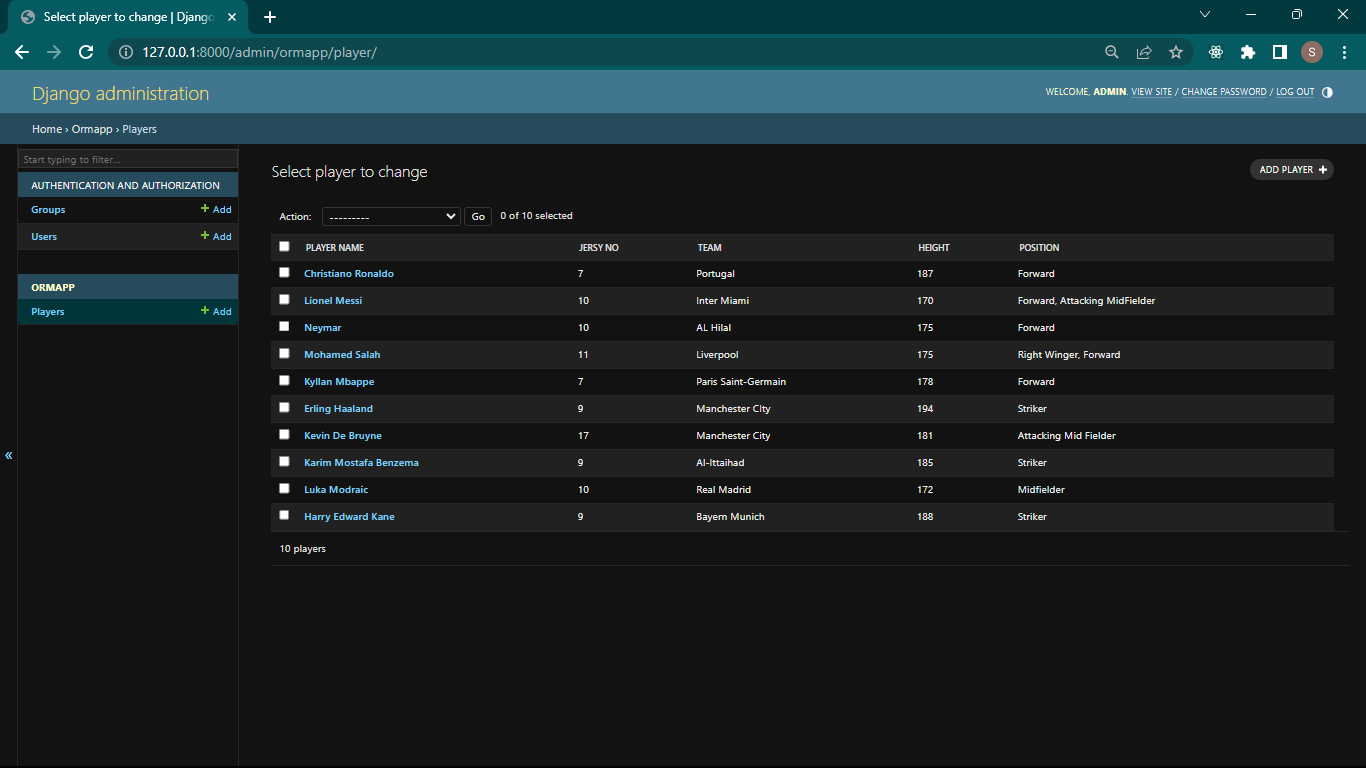 Select player to change | Django
127.0.0.1:8000/admin/ormapp/player/
S
Django administration
WELCOME, ADMIN. VIEW SITE / CHANGE PASSWORD / LOG OUT
Home › Ormapp › Players
Start typing to filter...
AUTHENTICATION AND AUTHORIZATION
Groups + Add
Users + Add
ORMAPP
Players + Add
«
Select player to change
ADD PLAYER +
Action: --------- Go 0 of 10 selected
PLAYER NAME JERSY NO TEAM HEIGHT POSITION
Christiano Ronaldo 7 Portugal 187 Forward
Lionel Messi 10 Inter Miami 170 Forward, Attacking MidFielder
Neymar 10 AL Hilal 175 Forward
Mohamed Salah 11 Liverpool 175 Right Winger, Forward
Kyllan Mbappe 7 Paris Saint-Germain 178 Forward
Erling Haaland 9 Manchester CIty 194 Striker
Kevin De Bruyne 17 Manchester City 181 Attacking Mid Fielder
Karim Mostafa Benzema 9 Al-Ittaihad 185 Striker
Luka Modraic 10 Real Madrid 172 Midfielder
Harry Edward Kane 9 Bayern Munich 188 Striker
10 players